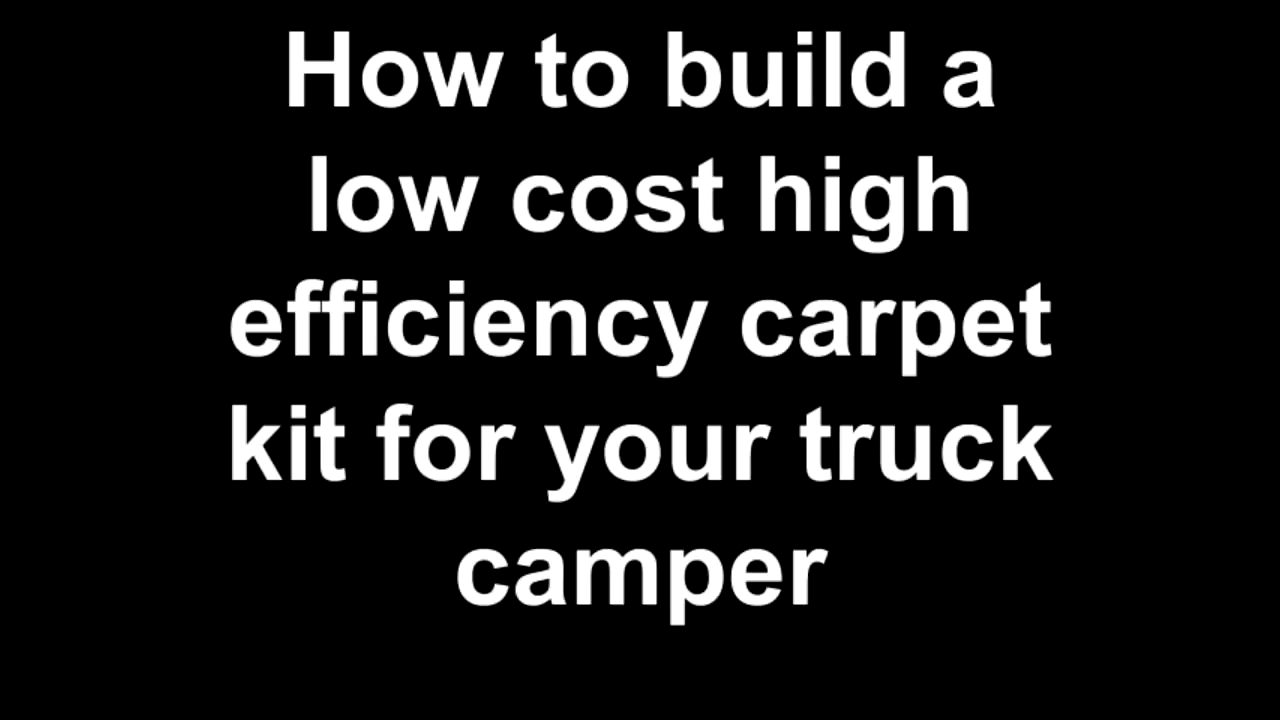 How to build a
low cost high
efficiency carpet
kit for your truck
camper